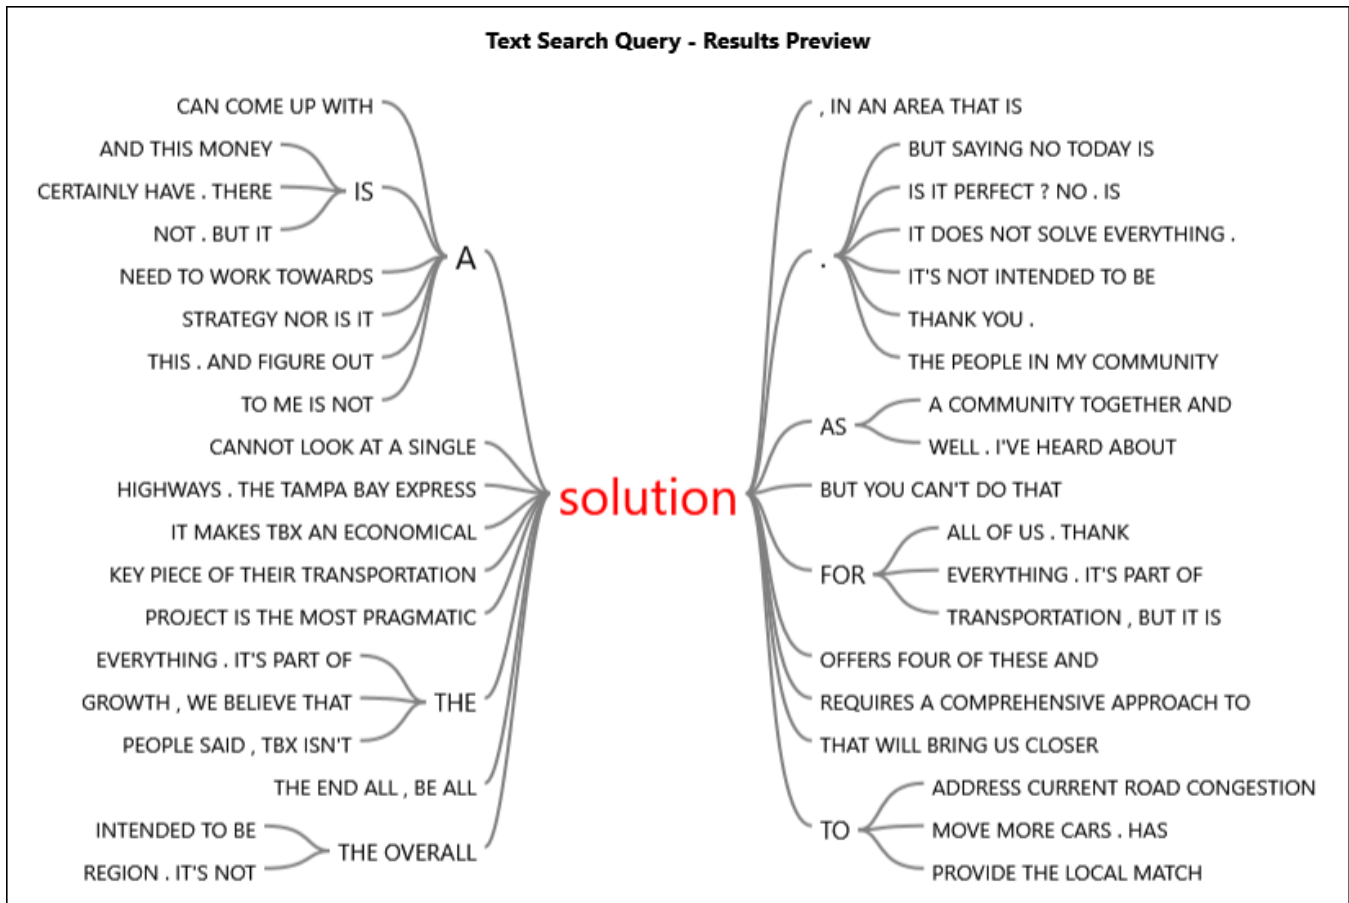 Text Search Query - Results Preview
CAN COME UP WITH
AND THIS MONEY
CERTAINLY HAVE . THERE
NOT . BUT IT
IS
NEED TO WORK TOWARDS
STRATEGY NOR IS IT
THIS . AND FIGURE OUT
TO ME IS NOT
A
CANNOT LOOK AT A SINGLE
HIGHWAYS . THE TAMPA BAY EXPRESS
IT MAKES TBX AN ECONOMICAL
KEY PIECE OF THEIR TRANSPORTATION
PROJECT IS THE MOST PRAGMATIC
EVERYTHING . IT'S PART OF
GROWTH , WE BELIEVE THAT
PEOPLE SAID , TBX ISN'T
THE
THE END ALL , BE ALL
INTENDED TO BE
REGION . IT'S NOT
THE OVERALL
solution
, IN AN AREA THAT IS
.
BUT SAYING NO TODAY IS
IS IT PERFECT ? NO . IS
IT DOES NOT SOLVE EVERYTHING .
IT'S NOT INTENDED TO BE
THANK YOU .
THE PEOPLE IN MY COMMUNITY
AS
A COMMUNITY TOGETHER AND
WELL . I'VE HEARD ABOUT
BUT YOU CAN'T DO THAT
FOR
ALL OF US . THANK
EVERYTHING . IT'S PART OF
TRANSPORTATION , BUT IT IS
OFFERS FOUR OF THESE AND
REQUIRES A COMPREHENSIVE APPROACH TO
THAT WILL BRING US CLOSER
TO
ADDRESS CURRENT ROAD CONGESTION
MOVE MORE CARS . HAS
PROVIDE THE LOCAL MATCH